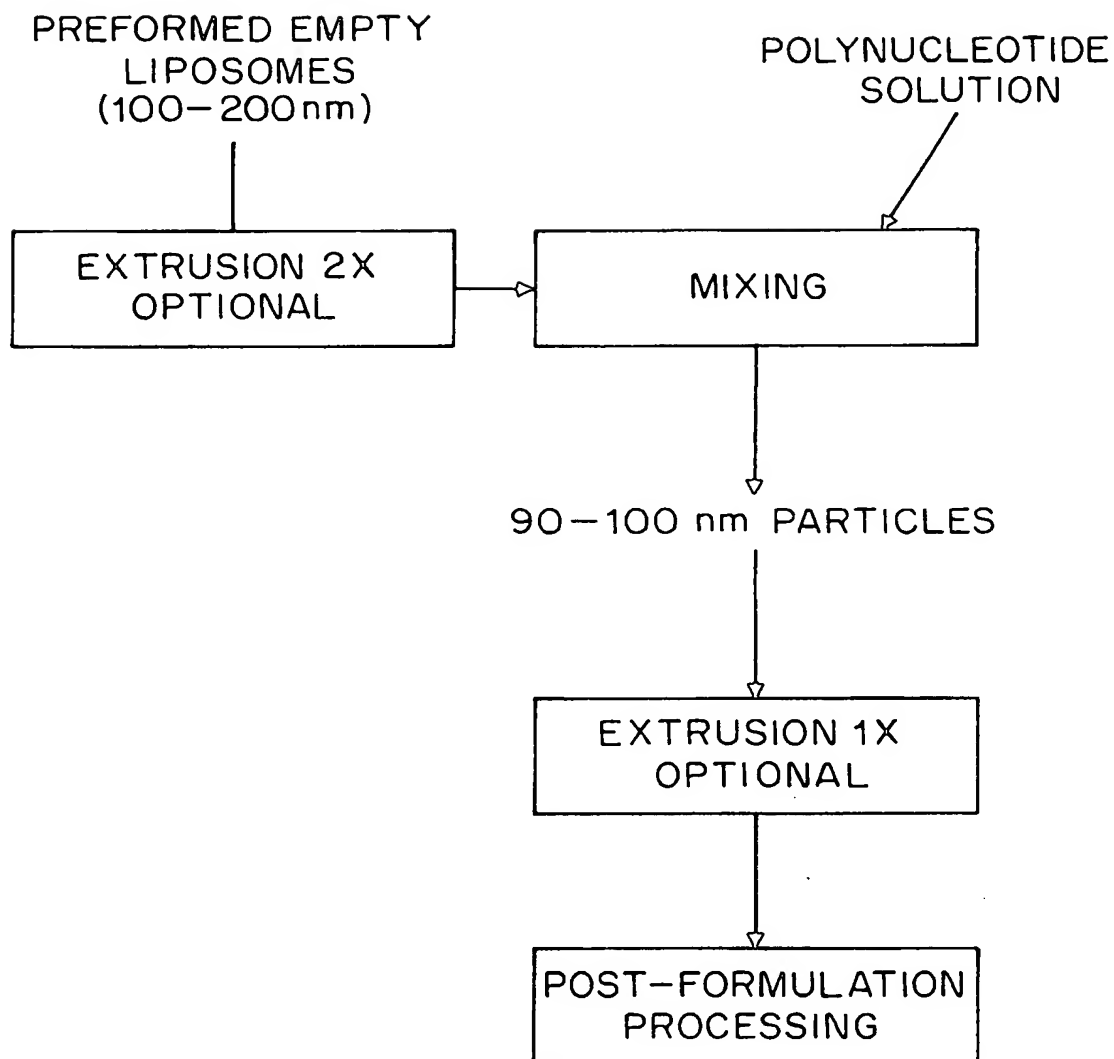 PREFORMED EMPTY
LIPOSOMES
(100-200nm)
POLYNUCLEOTIDE
SOLUTION
EXTRUSION 2X
OPTIONAL
MIXING
90-100 nm PARTICLES
EXTRUSION 1X
OPTIONAL
POST-FORMULATION
PROCESSING